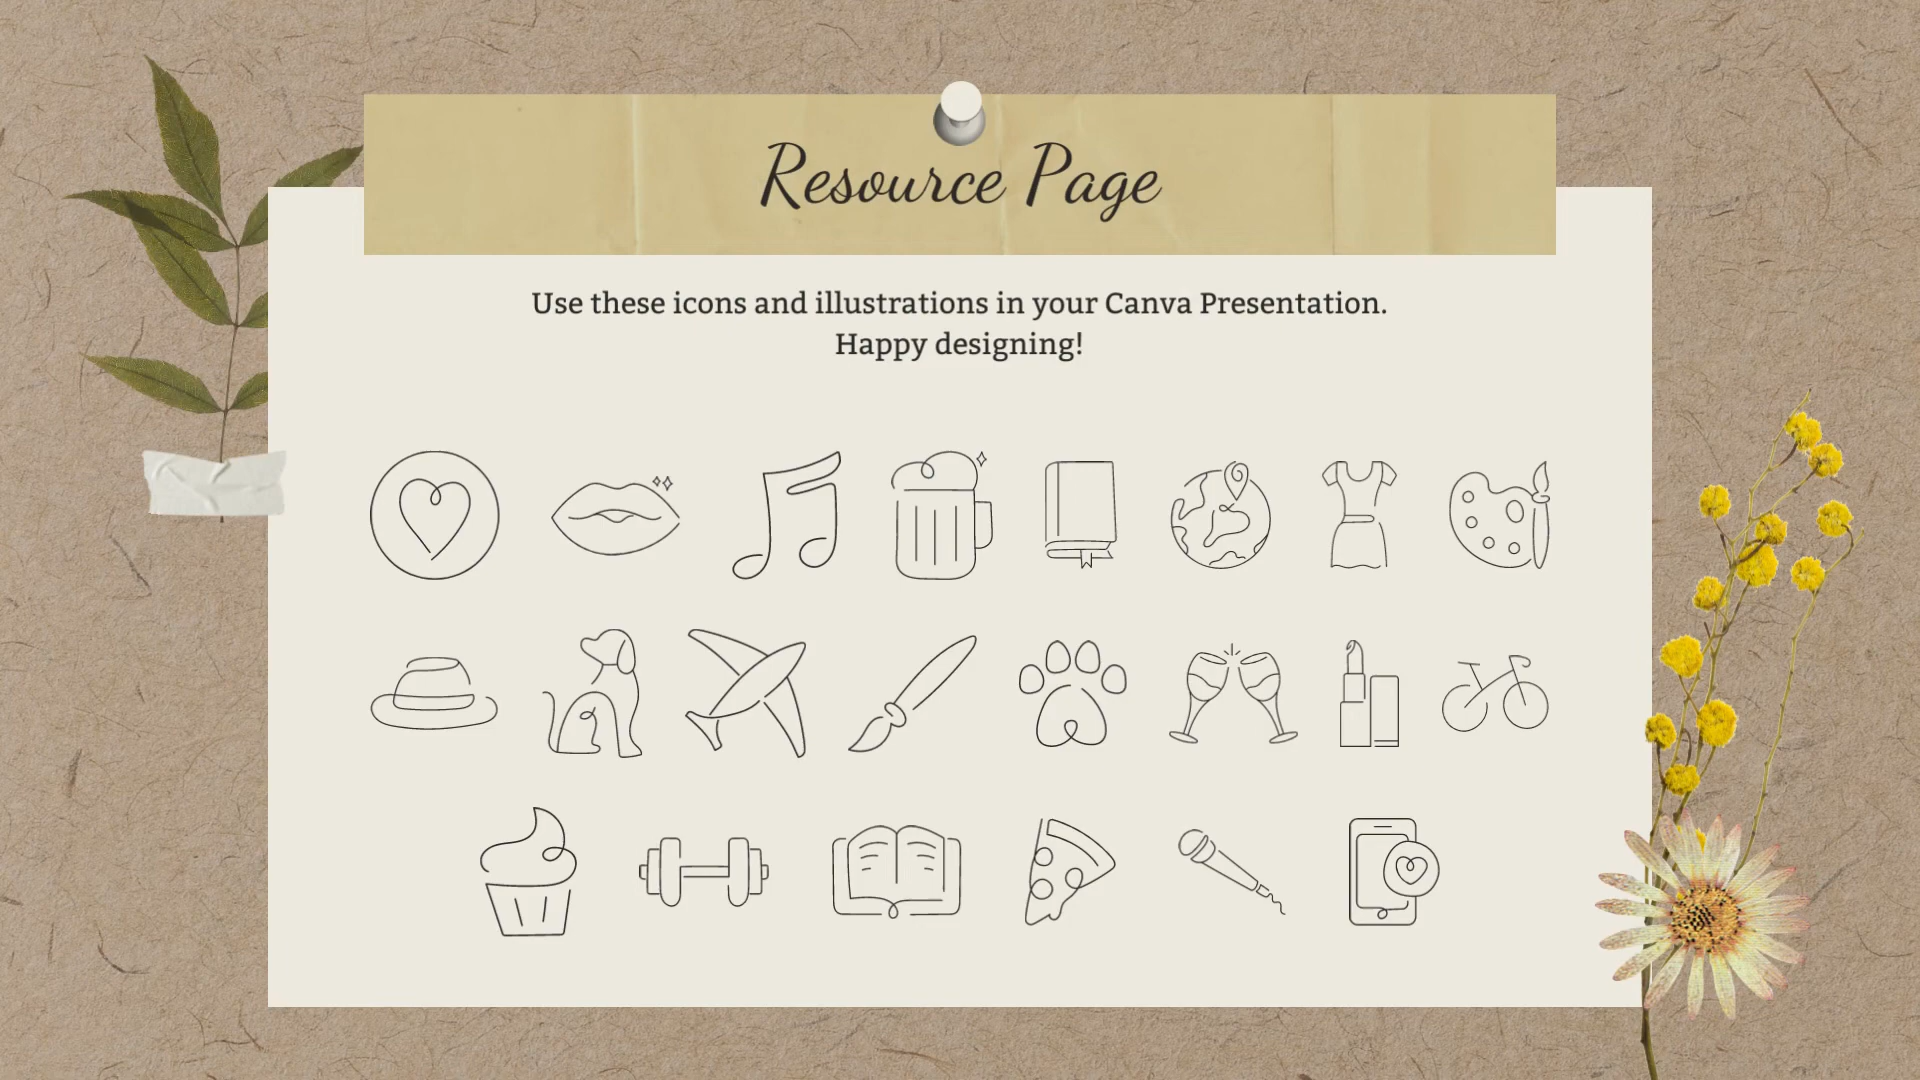 Resource Page
Use these icons and illustrations in your Canva Presentation.
Happy designing!